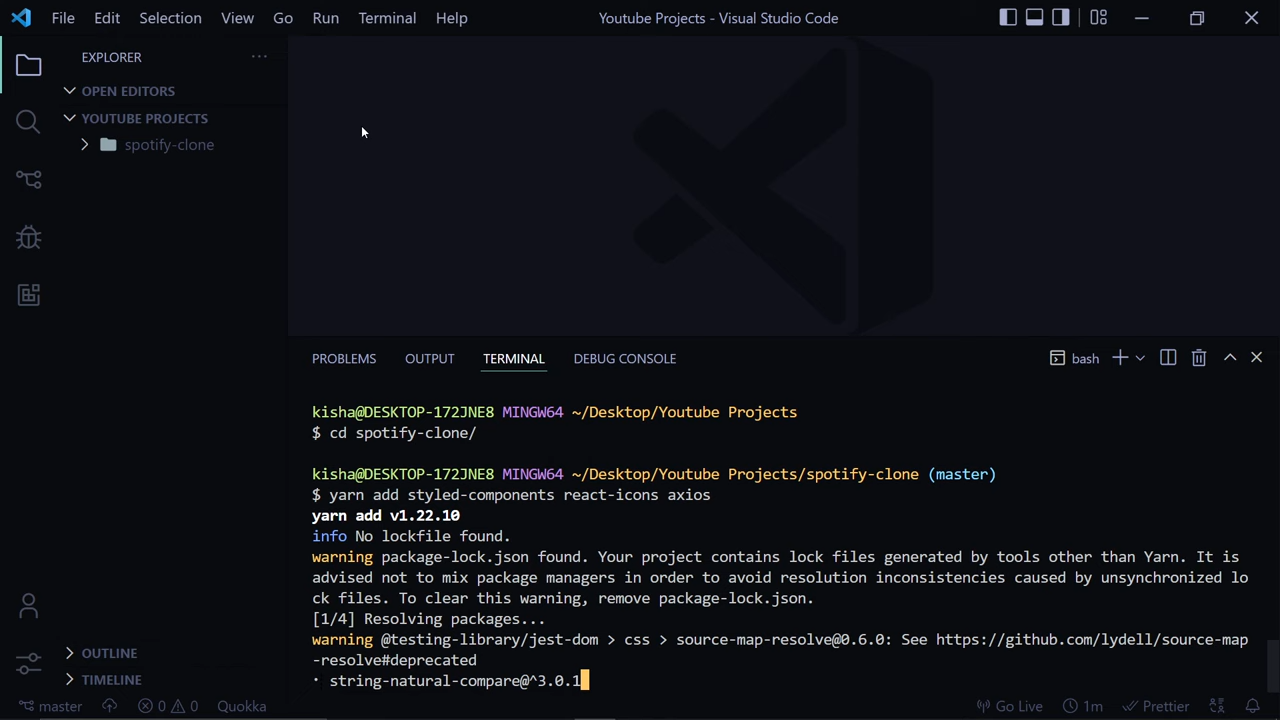 File Edit Selection View Go Run Terminal Help
Youtube Projects - Visual Studio Code
EXPLORER
OPEN EDITORS
YOUTUBE PROJECTS
spotify-clone
PROBLEMS OUTPUT TERMINAL DEBUG CONSOLE
bash
kisha@DESKTOP-172JNE8 MINGW64 ~/Desktop/Youtube Projects
$ cd spotify-clone/
kisha@DESKTOP-172JNE8 MINGW64 ~/Desktop/Youtube Projects/spotify-clone (master)
$ yarn add styled-components react-icons axios
yarn add v1.22.10
info No lockfile found.
warning package-lock.json found. Your project contains lock files generated by tools other than Yarn. It is
advised not to mix package managers in order to avoid resolution inconsistencies caused by unsynchronized lo
ck files. To clear this warning, remove package-lock.json.
[1/4] Resolving packages...
warning @testing-library/jest-dom > css > source-map-resolve@0.6.0: See https://github.com/lydell/source-map
-resolve#deprecated
⠂ string-natural-compare@^3.0.1
OUTLINE
TIMELINE
master 0 0 Quokka
Go Live 1m Prettier